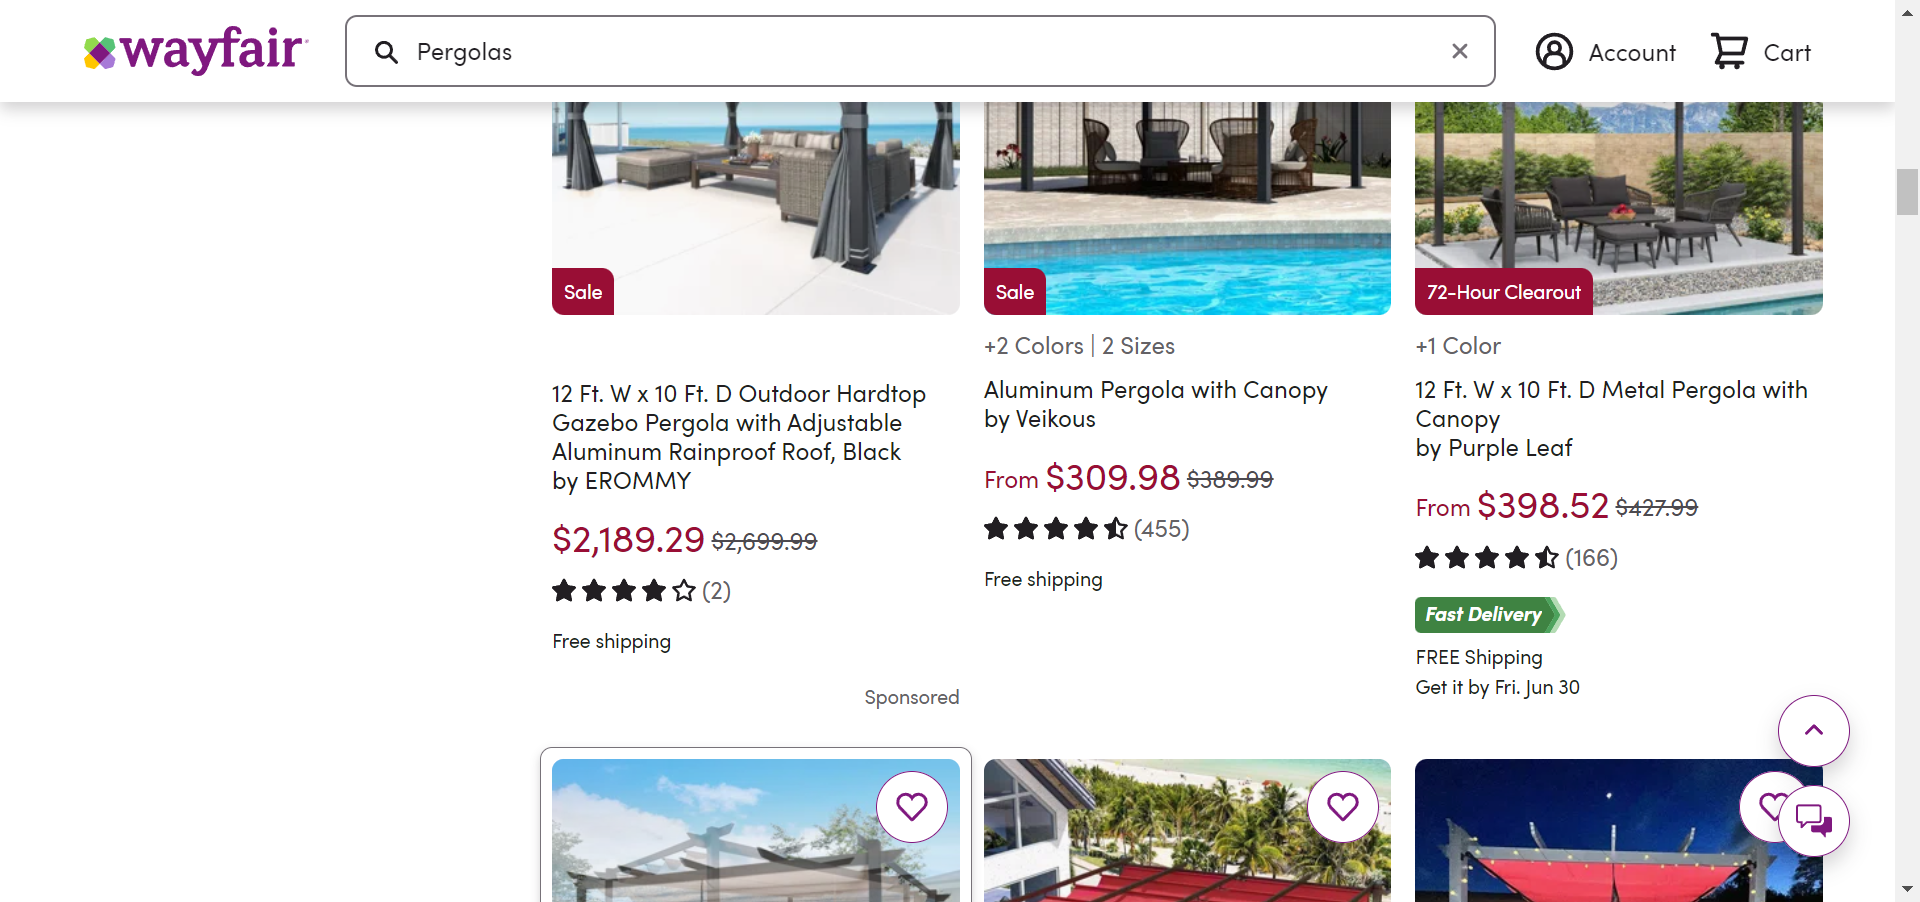 wayfair
Pergolas
Account
Cart
Sale
Sale
72-Hour Clearout
+2 Colors | 2 Sizes
+1 Color
12 Ft. W x 10 Ft. D Outdoor Hardtop
Gazebo Pergola with Adjustable
Aluminum Rainproof Roof, Black
by EROMMY
$2,189.29 $2,699.99
(2)
Free shipping
Sponsored
Aluminum Pergola with Canopy
by Veikous
From $309.98 $389.99
(455)
Free shipping
12 Ft. W x 10 Ft. D Metal Pergola with
Canopy
by Purple Leaf
From $398.52 $427.99
(166)
Fast Delivery
FREE Shipping
Get it by Fri. Jun 30